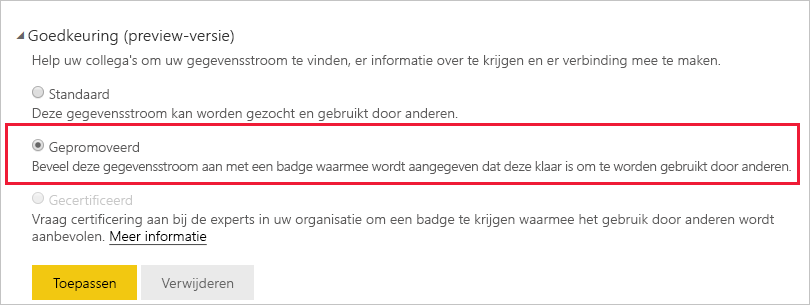 Goedkeuring (preview-versie)
Help uw collega's om uw gegevensstroom te vinden, er informatie over te krijgen en er verbinding mee te maken.
Standaard
Deze gegevensstroom kan worden gezocht en gebruikt door anderen.
Gepromoveerd
Beveel deze gegevensstroom aan met een badge waarmee wordt aangegeven dat deze klaar is om te worden gebruikt door anderen.
Gecertificeerd
Vraag certificering aan bij de experts in uw organisatie om een badge te krijgen waarmee het gebruik door anderen wordt
aanbevolen. Meer informatie
Toepassen Verwijderen